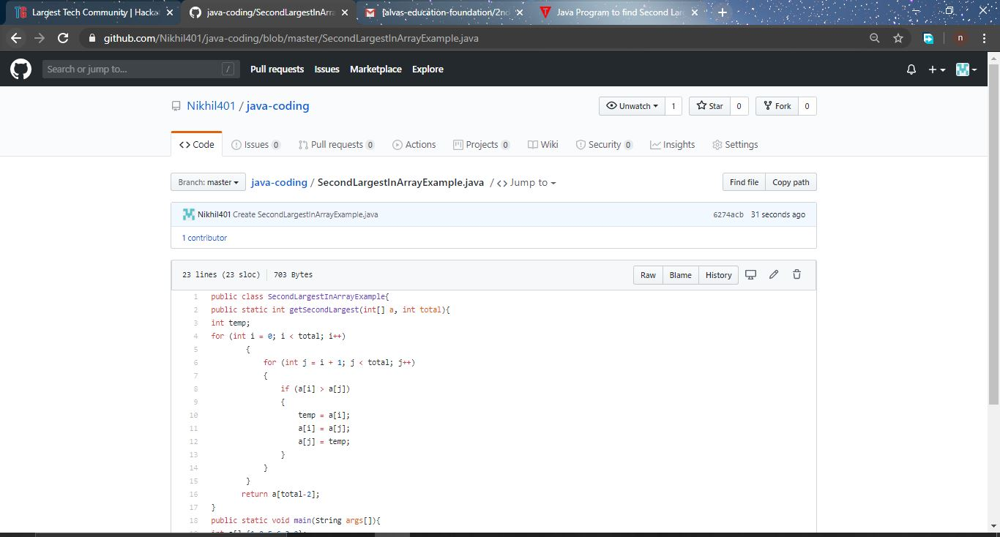 Largest Tech Community | Hacka
java-coding/SecondLargestInArra
[alvas-education-foundation/2nd
Java Program to find Second Larg
github.com/Nikhil401/java-coding/blob/master/SecondLargestInArrayExample.java
n
Search or jump to...
/
Pull requests Issues Marketplace Explore
Nikhil401 / java-coding
Unwatch 1 Star 0 Fork 0
Code Issues 0 Pull requests 0 Actions Projects 0 Wiki Security 0 Insights Settings
Branch: master java-coding / SecondLargestInArrayExample.java / <> Jump to
Find file Copy path
Nikhil401 Create SecondLargestInArrayExample.java 6274acb 31 seconds ago
1 contributor
23 lines (23 sloc) 703 Bytes Raw Blame History
1 public class SecondLargestInArrayExample{
2 public static int getSecondLargest(int[] a, int total){
3 int temp;
4 for (int i = 0; i < total; i++)
5 {
6 for (int j = i + 1; j < total; j++)
7 {
8 if (a[i] > a[j])
9 {
10 temp = a[i];
11 a[i] = a[j];
12 a[j] = temp;
13 }
14 }
15 }
16 return a[total-2];
17 }
18 public static void main(String args[]){